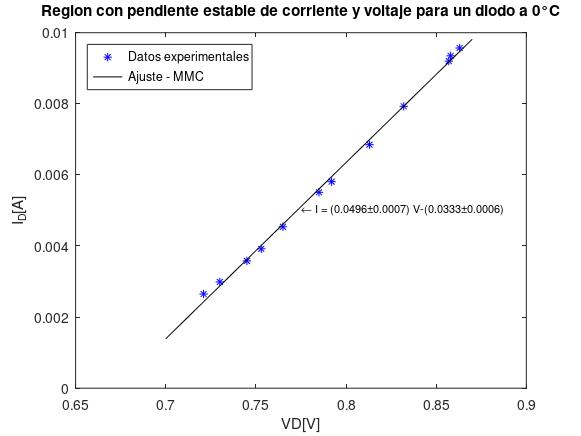 Region con pendiente estable de corriente y voltaje para un diodo a 0°C
0.01
Datos experimentales
Ajuste - MMC
0.008
0.006
I_D[A]
← I = (0.0496±0.0007) V-(0.0333±0.0006)
0.004
0.002
0
0.65 0.7 0.75 0.8 0.85 0.9
VD[V]